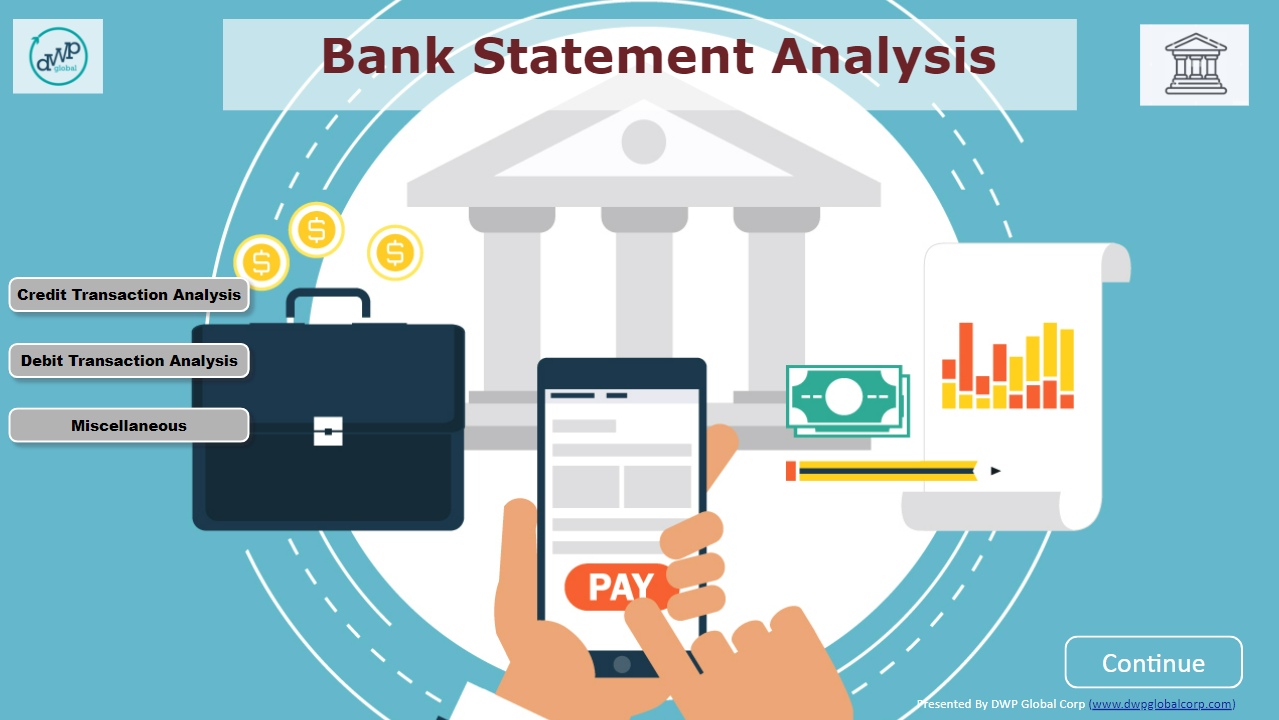 dWP
global
Bank Statement Analysis
$
$
$
Credit Transaction Analysis
Debit Transaction Analysis
Miscellaneous
PAY
Continue
Presented By DWP Global Corp (www.dwpglobalcorp.com)